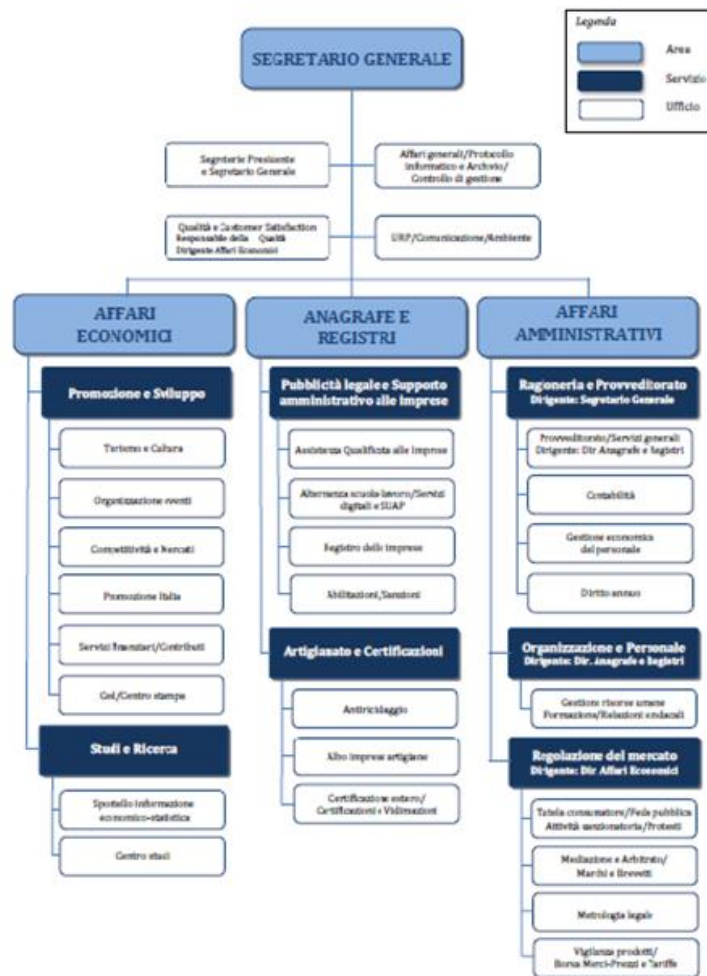 Legenda
Area
Servizio
Ufficio
SEGRETARIO GENERALE
Segreterie Presidente
e Segretario Generale
Affari generali/Protocollo
informatico e Archivio/
Controllo di gestione
Qualità e Customer Satisfaction
Responsabile della Qualità
Dirigente Affari Economici
URP/Comunicazione/Ambiente
AFFARI
ECONOMICI
Promozione e Sviluppo
Turismo e Cultura
Organizzazione eventi
Competitività e Mercati
Promozione Italia
Servizi finanziari/Contributi
/Centro stampa
Studi e Ricerca
Sportello informazione
economico-statistica
Centro studi
ANAGRAFE E
REGISTRI
Pubblicità legale e Supporto
amministrativo alle imprese
Assistenza Qualificata alle Imprese
Alternanza scuola lavoro/Servizi
digitali e SUAP
Registro delle imprese
Abilitazioni/Sanzioni
Artigianato e Certificazioni
Antiriciclaggio
Albo imprese artigiane
Certificazione estero/
Certificazioni e Vidimazioni
AFFARI
AMMINISTRATIVI
Ragioneria e Provveditorato
Dirigente: Segretario Generale
Provveditorato/Servizi generali
Dirigente: Dir Anagrafe e Registri
Contabilità
Gestione economica
del personale
Diritto annuo
Organizzazione e Personale
Dirigente: Dir. Anagrafe e Registri
Gestione risorse umane
Formazione/Relazioni sindacali
Regolazione del mercato
Dirigente: Dir Affari Economici
Tutela consumatore/Fede pubblica
Attività sanzionatoria/Protesti
Mediazione e Arbitrato/
Marchi e Brevetti
Metrologia legale
Vigilanza prodotti/
Borsa Merci-Prezzi e Tariffe